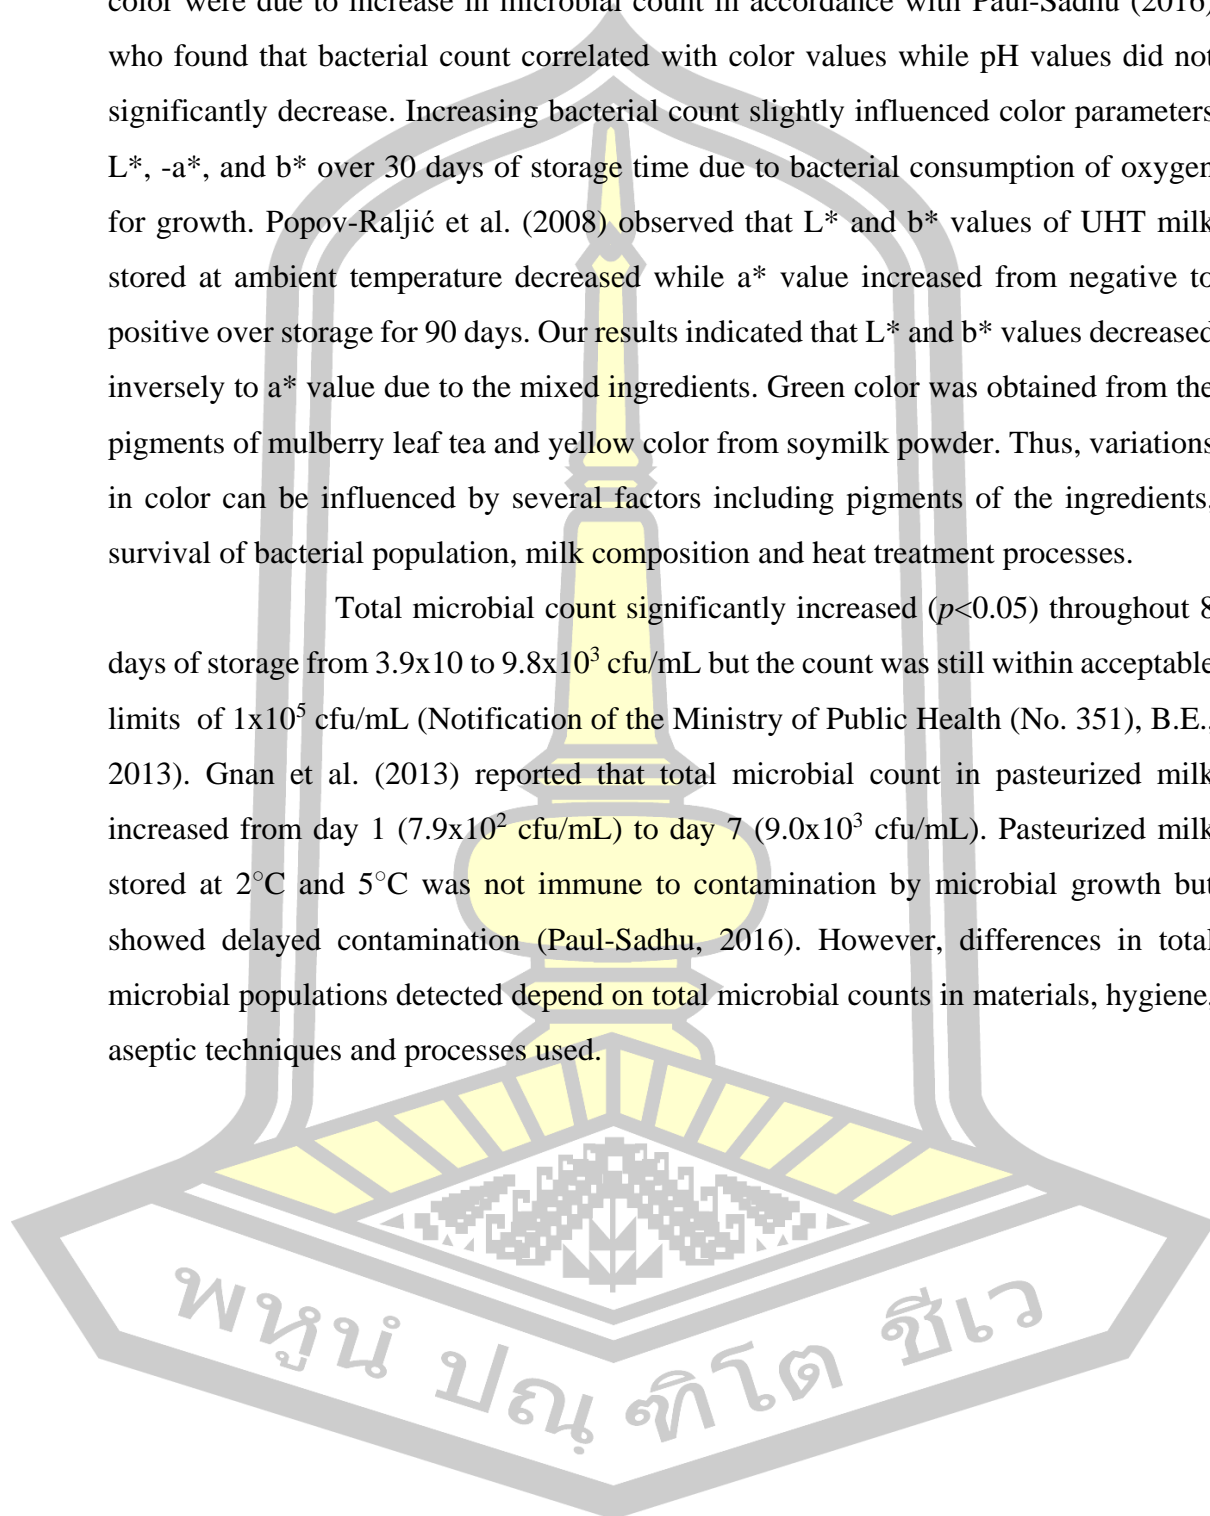 color were due to increase in microbial count in accordance with Paul-Sadhu (2016)
who found that bacterial count correlated with color values while pH values did not
significantly decrease. Increasing bacterial count slightly influenced color parameters
L*, -a*, and b* over 30 days of storage time due to bacterial consumption of oxygen
for growth. Popov-Raljić et al. (2008) observed that L* and b* values of UHT milk
stored at ambient temperature decreased while a* value increased from negative to
positive over storage for 90 days. Our results indicated that L* and b* values decreased
inversely to a* value due to the mixed ingredients. Green color was obtained from the
pigments of mulberry leaf tea and yellow color from soymilk powder. Thus, variations
in color can be influenced by several factors including pigments of the ingredients,
survival of bacterial population, milk composition and heat treatment processes.
Total microbial count significantly increased (p<0.05) throughout 8
days of storage from 3.9x10 to 9.8x10³ cfu/mL but the count was still within acceptable
limits of 1x10⁵ cfu/mL (Notification of the Ministry of Public Health (No. 351), B.E.,
2013). Gnan et al. (2013) reported that total microbial count in pasteurized milk
increased from day 1 (7.9x10² cfu/mL) to day 7 (9.0x10³ cfu/mL). Pasteurized milk
stored at 2°C and 5°C was not immune to contamination by microbial growth but
showed delayed contamination (Paul-Sadhu, 2016). However, differences in total
microbial populations detected depend on total microbial counts in materials, hygiene,
aseptic techniques and processes used.
พหูนํ ปณฺฑิโต ชีเว